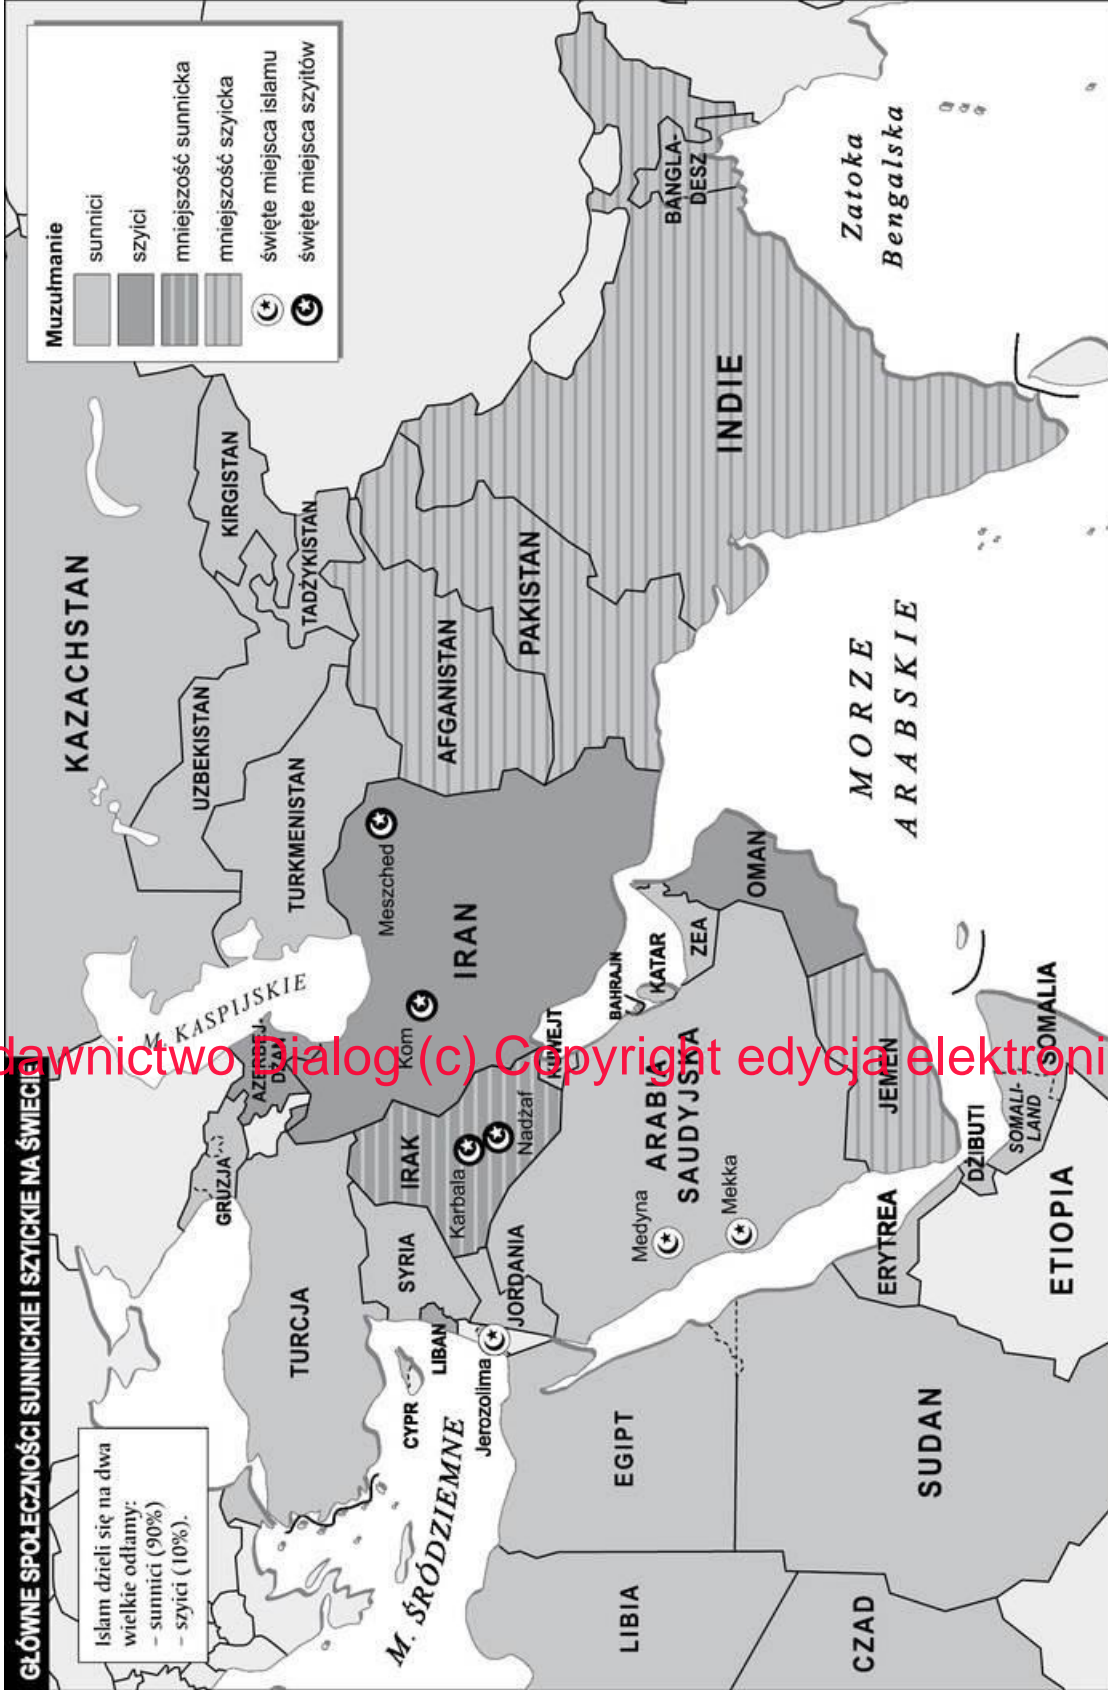 GŁÓWNE SPOŁECZNOŚCI SUNNICKIE I SZYICKIE NA ŚWIECIE
Islam dzieli się na dwa
wielkie odłamy:
– sunnici (90%)
– szyici (10%).
Muzułmanie
sunnici
szyici
mniejszość sunnicka
mniejszość szyicka
święte miejsca islamu
święte miejsca szyitów
KAZACHSTAN
KIRGISTAN
UZBEKISTAN
TADŻYKISTAN
TURKMENISTAN
M. KASPIJSKIE
AZERBEJ-
DŻAN
GRUZJA
TURCJA
CYPR
M. ŚRÓDZIEMNE
LIBAN
SYRIA
IRAK
Karbala
Nadżaf
Kom
Meszched
IRAN
AFGANISTAN
PAKISTAN
INDIE
BANGLA-
DESZ
Zatoka
Bengalska
MORZE
ARABSKIE
Jerozolima
JORDANIA
KUWEJT
BAHRAJN
KATAR
ZEA
OMAN
ARABIA
SAUDYJSKA
Medyna
Mekka
JEMEN
EGIPT
LIBIA
CZAD
SUDAN
ERYTREA
ETIOPIA
DŻIBUTI
SOMALI-
LAND
SOMALIA
dawnictwo Dialog (c) Copyright edycja elektroni